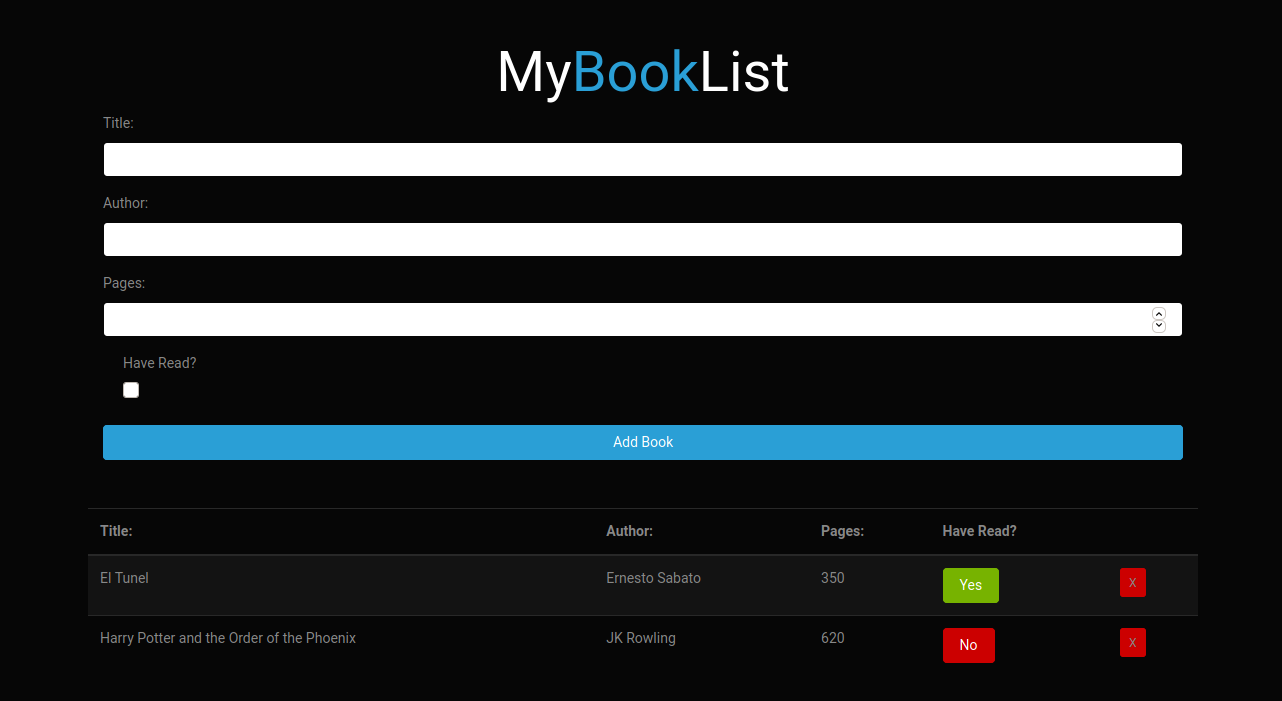 MyBookList
Title:
Author:
Pages:
Have Read?
Add Book
Title: Author: Pages: Have Read?
El Tunel Ernesto Sabato 350 Yes X
Harry Potter and the Order of the Phoenix JK Rowling 620 No X